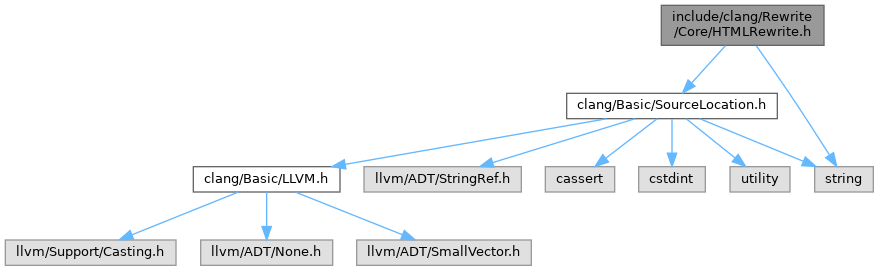 include/clang/Rewrite
/Core/HTMLRewrite.h
clang/Basic/SourceLocation.h
clang/Basic/LLVM.h
llvm/ADT/StringRef.h
cassert
cstdint
utility
string
llvm/Support/Casting.h
llvm/ADT/None.h
llvm/ADT/SmallVector.h